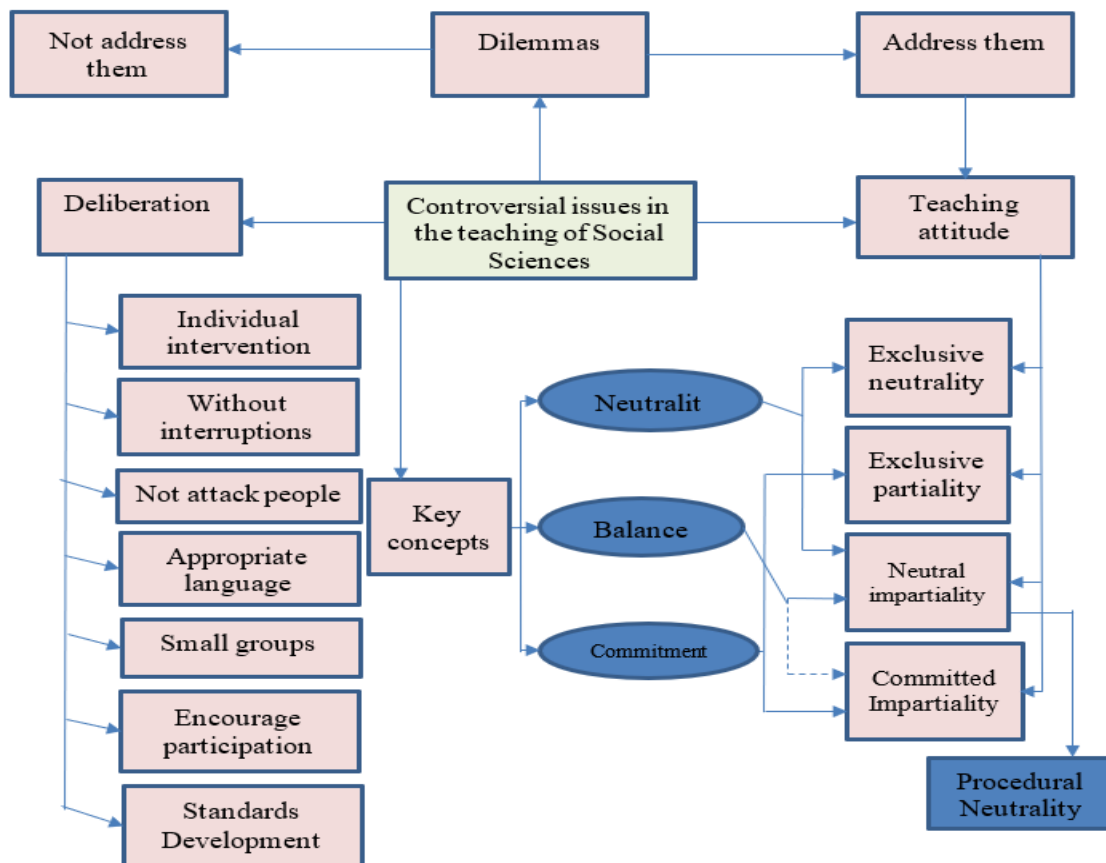 Not address
them
Dilemmas
Address them
Deliberation
Controversial issues in
the teaching of Social
Sciences
Teaching
attitude
Individual
intervention
Without
interruptions
Not attack people
Appropriate
language
Small groups
Encourage
participation
Standards
Development
Key
concepts
Neutralit
Balance
Commitment
Exclusive
neutrality
Exclusive
partiality
Neutral
impartiality
Committed
Impartiality
Procedural
Neutrality